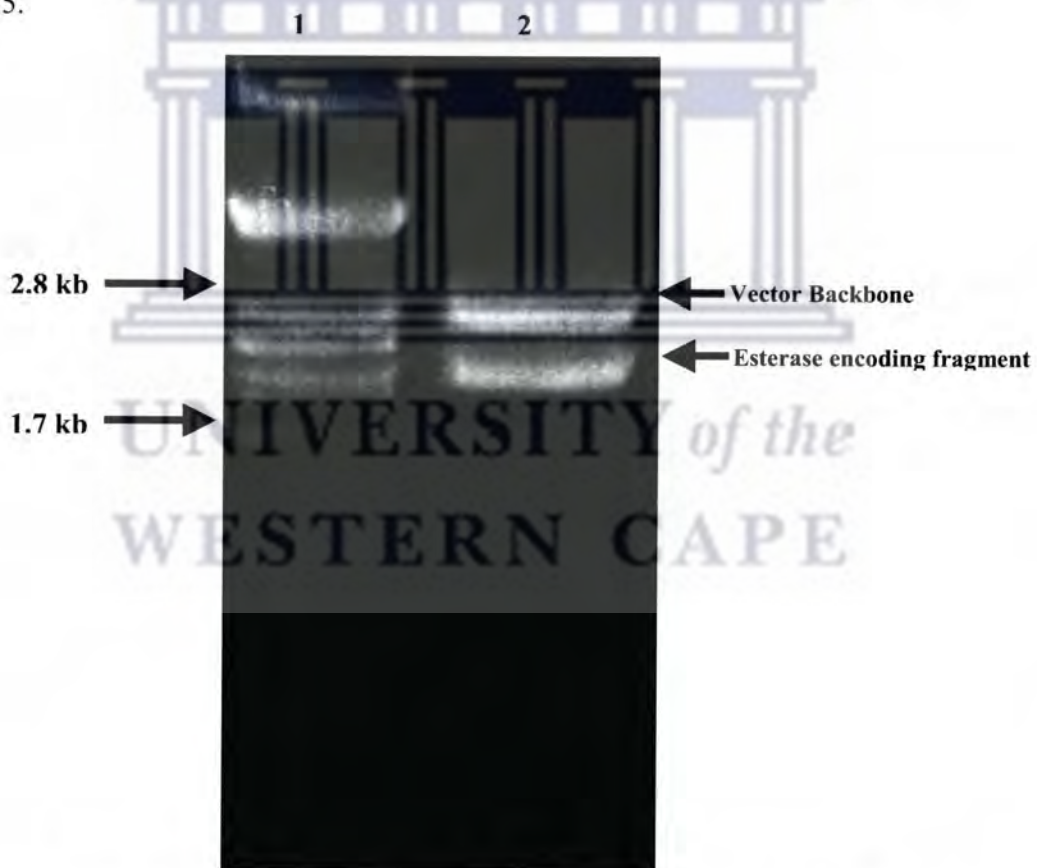 5.
1 2
2.8 kb
Vector Backbone
Esterase encoding fragment
1.7 kb
UNIVERSITY of the
WESTERN CAPE